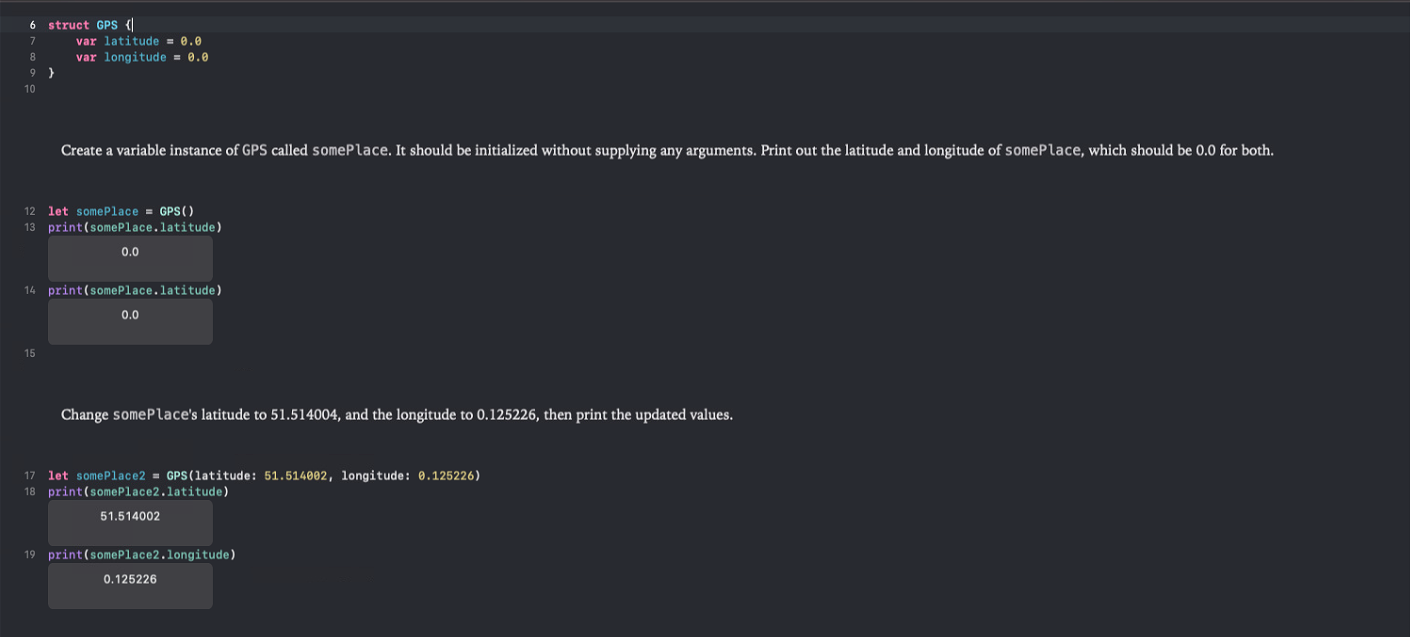 6 struct GPS {
7 var latitude = 0.0
8 var longitude = 0.0
9 }
10
Create a variable instance of GPS called somePlace. It should be initialized without supplying any arguments. Print out the latitude and longitude of somePlace, which should be 0.0 for both.
12 let somePlace = GPS()
13 print(somePlace.latitude)
0.0
14 print(somePlace.latitude)
0.0
15
Change somePlace's latitude to 51.514004, and the longitude to 0.125226, then print the updated values.
17 let somePlace2 = GPS(latitude: 51.514002, longitude: 0.125226)
18 print(somePlace2.latitude)
51.514002
19 print(somePlace2.longitude)
0.125226